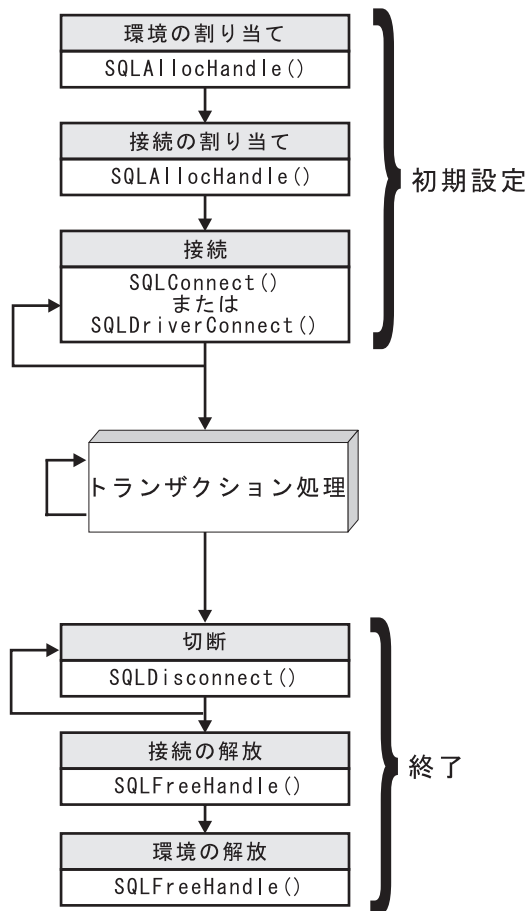 環境の割り当て
SQLAllocHandle()
接続の割り当て
SQLAllocHandle()
初期設定
接続
SQLConnect()
または
SQLDriverConnect()
トランザクション処理
切断
SQLDisconnect()
接続の解放
SQLFreeHandle()
終了
環境の解放
SQLFreeHandle()